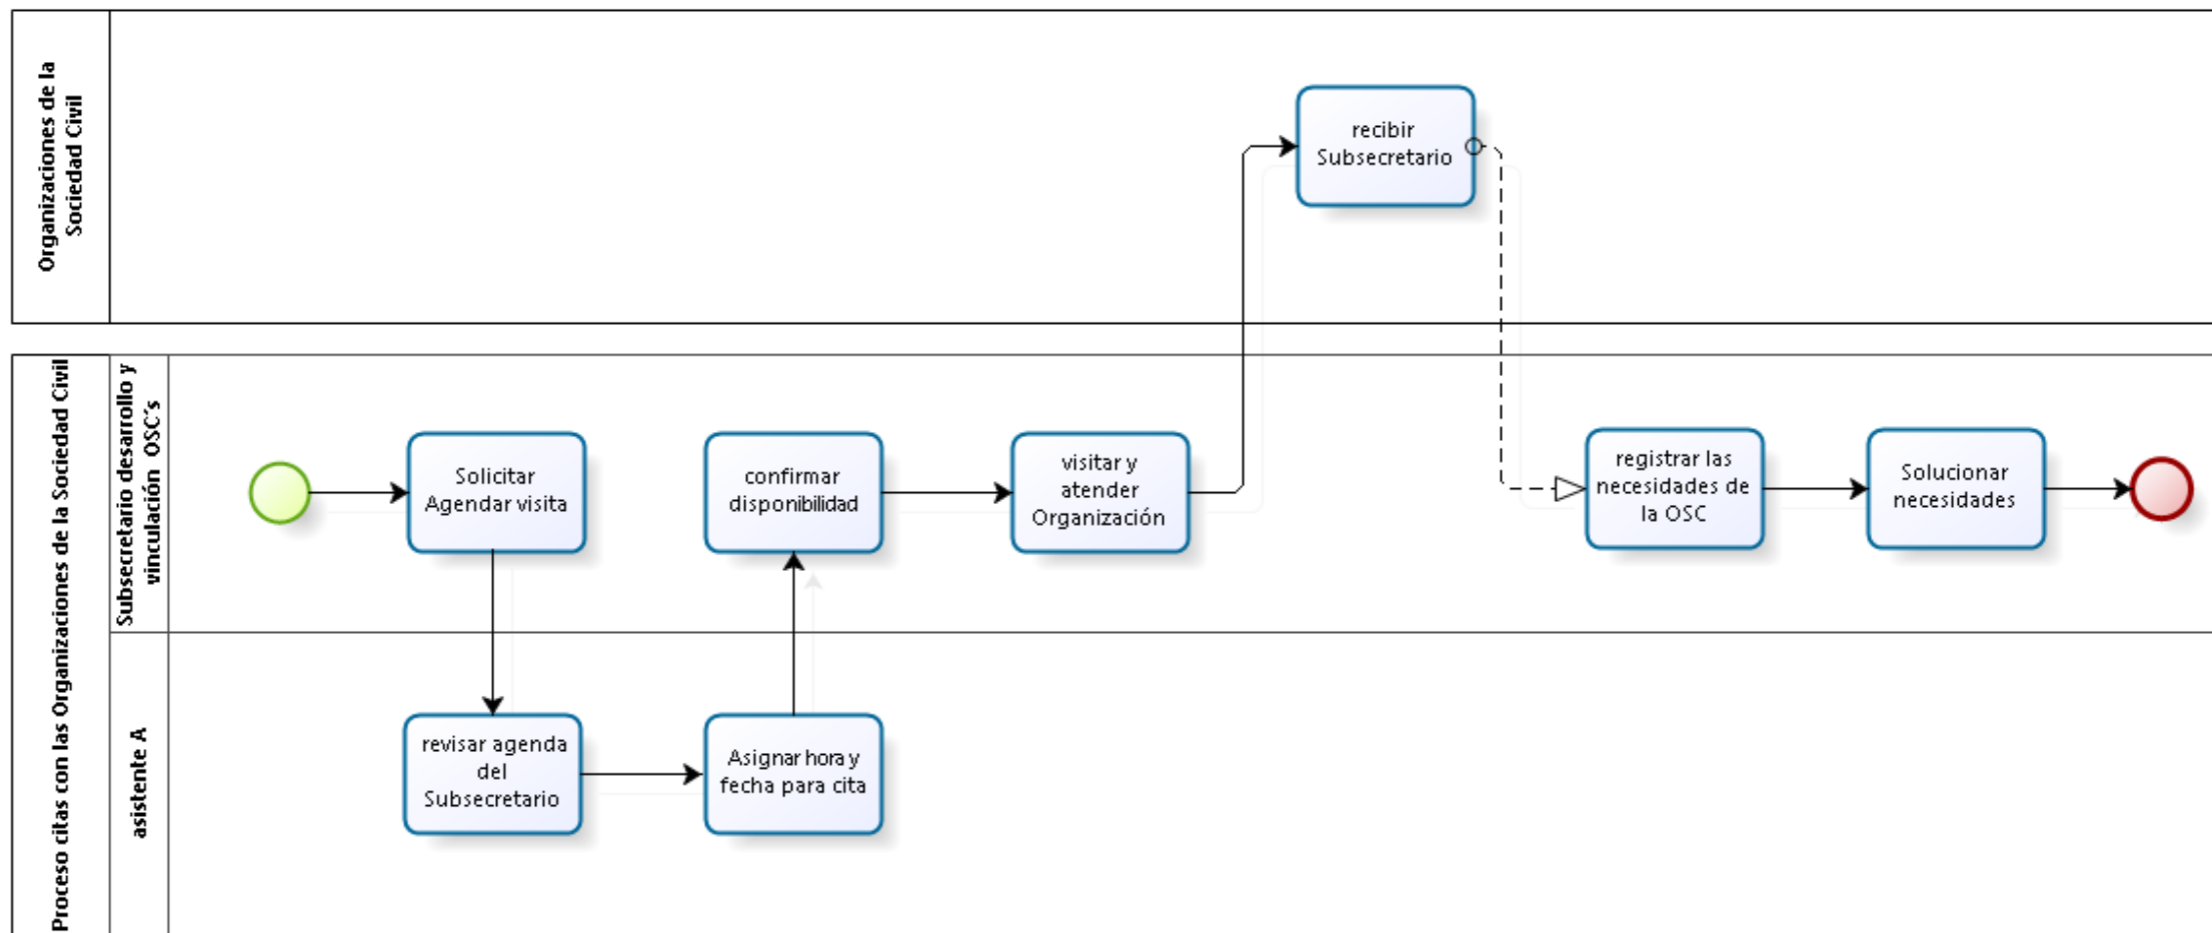 Organizaciones de la
Sociedad Civil
recibir
Subsecretario
Proceso citas con las Organizaciones de la Sociedad Civil
Subsecretario desarrollo y
vinculación OSC´s
Solicitar
Agendar visita
confirmar
disponibilidad
visitar y
atender
Organización
registrar las
necesidades de
la OSC
Solucionar
necesidades
asistente A
revisar agenda
del
Subsecretario
Asignar hora y
fecha para cita